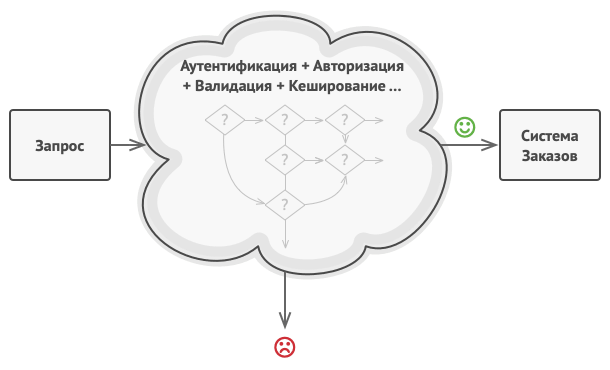 Аутентификация + Авторизация
+ Валидация + Кеширование ...
Запрос
? ? ?
? ?
?
Система
Заказов